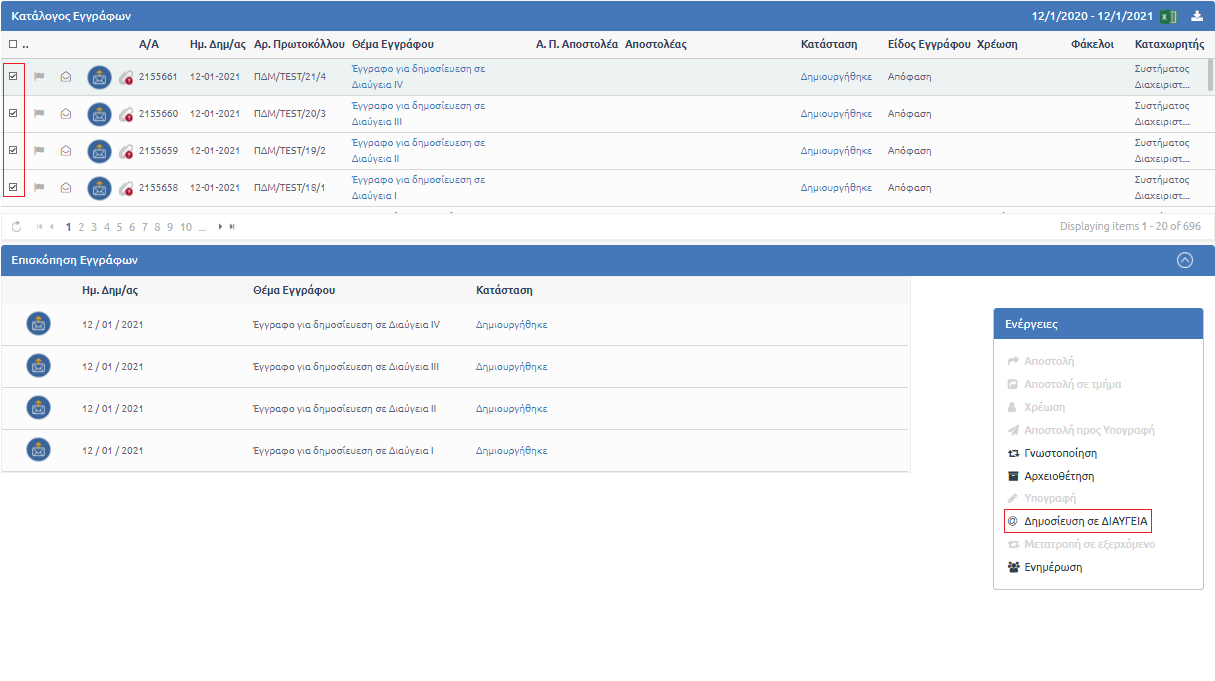 Κατάλογος Εγγράφων 12/1/2020 - 12/1/2021
.. Α/Α Ημ. Δημ/ας Αρ. Πρωτοκόλλου Θέμα Εγγράφου Α. Π. Αποστολέα Αποστολέας Κατάσταση Είδος Εγγράφου Χρέωση Φάκελοι Καταχωρητής
2155661 12-01-2021 ΠΔΜ/TEST/21/4 Έγγραφο για δημοσίευεση σε Διαύγεια IV Δημιουργήθηκε Απόφαση Συστήματος Διαχειριστ...
2155660 12-01-2021 ΠΔΜ/TEST/20/3 Έγγραφο για δημοσίευεση σε Διαύγεια III Δημιουργήθηκε Απόφαση Συστήματος Διαχειριστ...
2155659 12-01-2021 ΠΔΜ/TEST/19/2 Έγγραφο για δημοσίευεση σε Διαύγεια II Δημιουργήθηκε Απόφαση Συστήματος Διαχειριστ...
2155658 12-01-2021 ΠΔΜ/TEST/18/1 Έγγραφο για δημοσίευεση σε Διαύγεια I Δημιουργήθηκε Απόφαση Συστήματος Διαχειριστ...
1 2 3 4 5 6 7 8 9 10 ... Displaying items 1 - 20 of 696
Επισκόπηση Εγγράφων
Ημ. Δημ/ας Θέμα Εγγράφου Κατάσταση
12 / 01 / 2021 Έγγραφο για δημοσίευεση σε Διαύγεια IV Δημιουργήθηκε
12 / 01 / 2021 Έγγραφο για δημοσίευεση σε Διαύγεια III Δημιουργήθηκε
12 / 01 / 2021 Έγγραφο για δημοσίευεση σε Διαύγεια II Δημιουργήθηκε
12 / 01 / 2021 Έγγραφο για δημοσίευεση σε Διαύγεια I Δημιουργήθηκε
Ενέργειες
Αποστολή
Αποστολή σε τμήμα
Χρέωση
Αποστολή προς Υπογραφή
Γνωστοποίηση
Αρχειοθέτηση
Υπογραφή
@ Δημοσίευση σε ΔΙΑΥΓΕΙΑ
Μετατροπή σε εξερχόμενο
Ενημέρωση